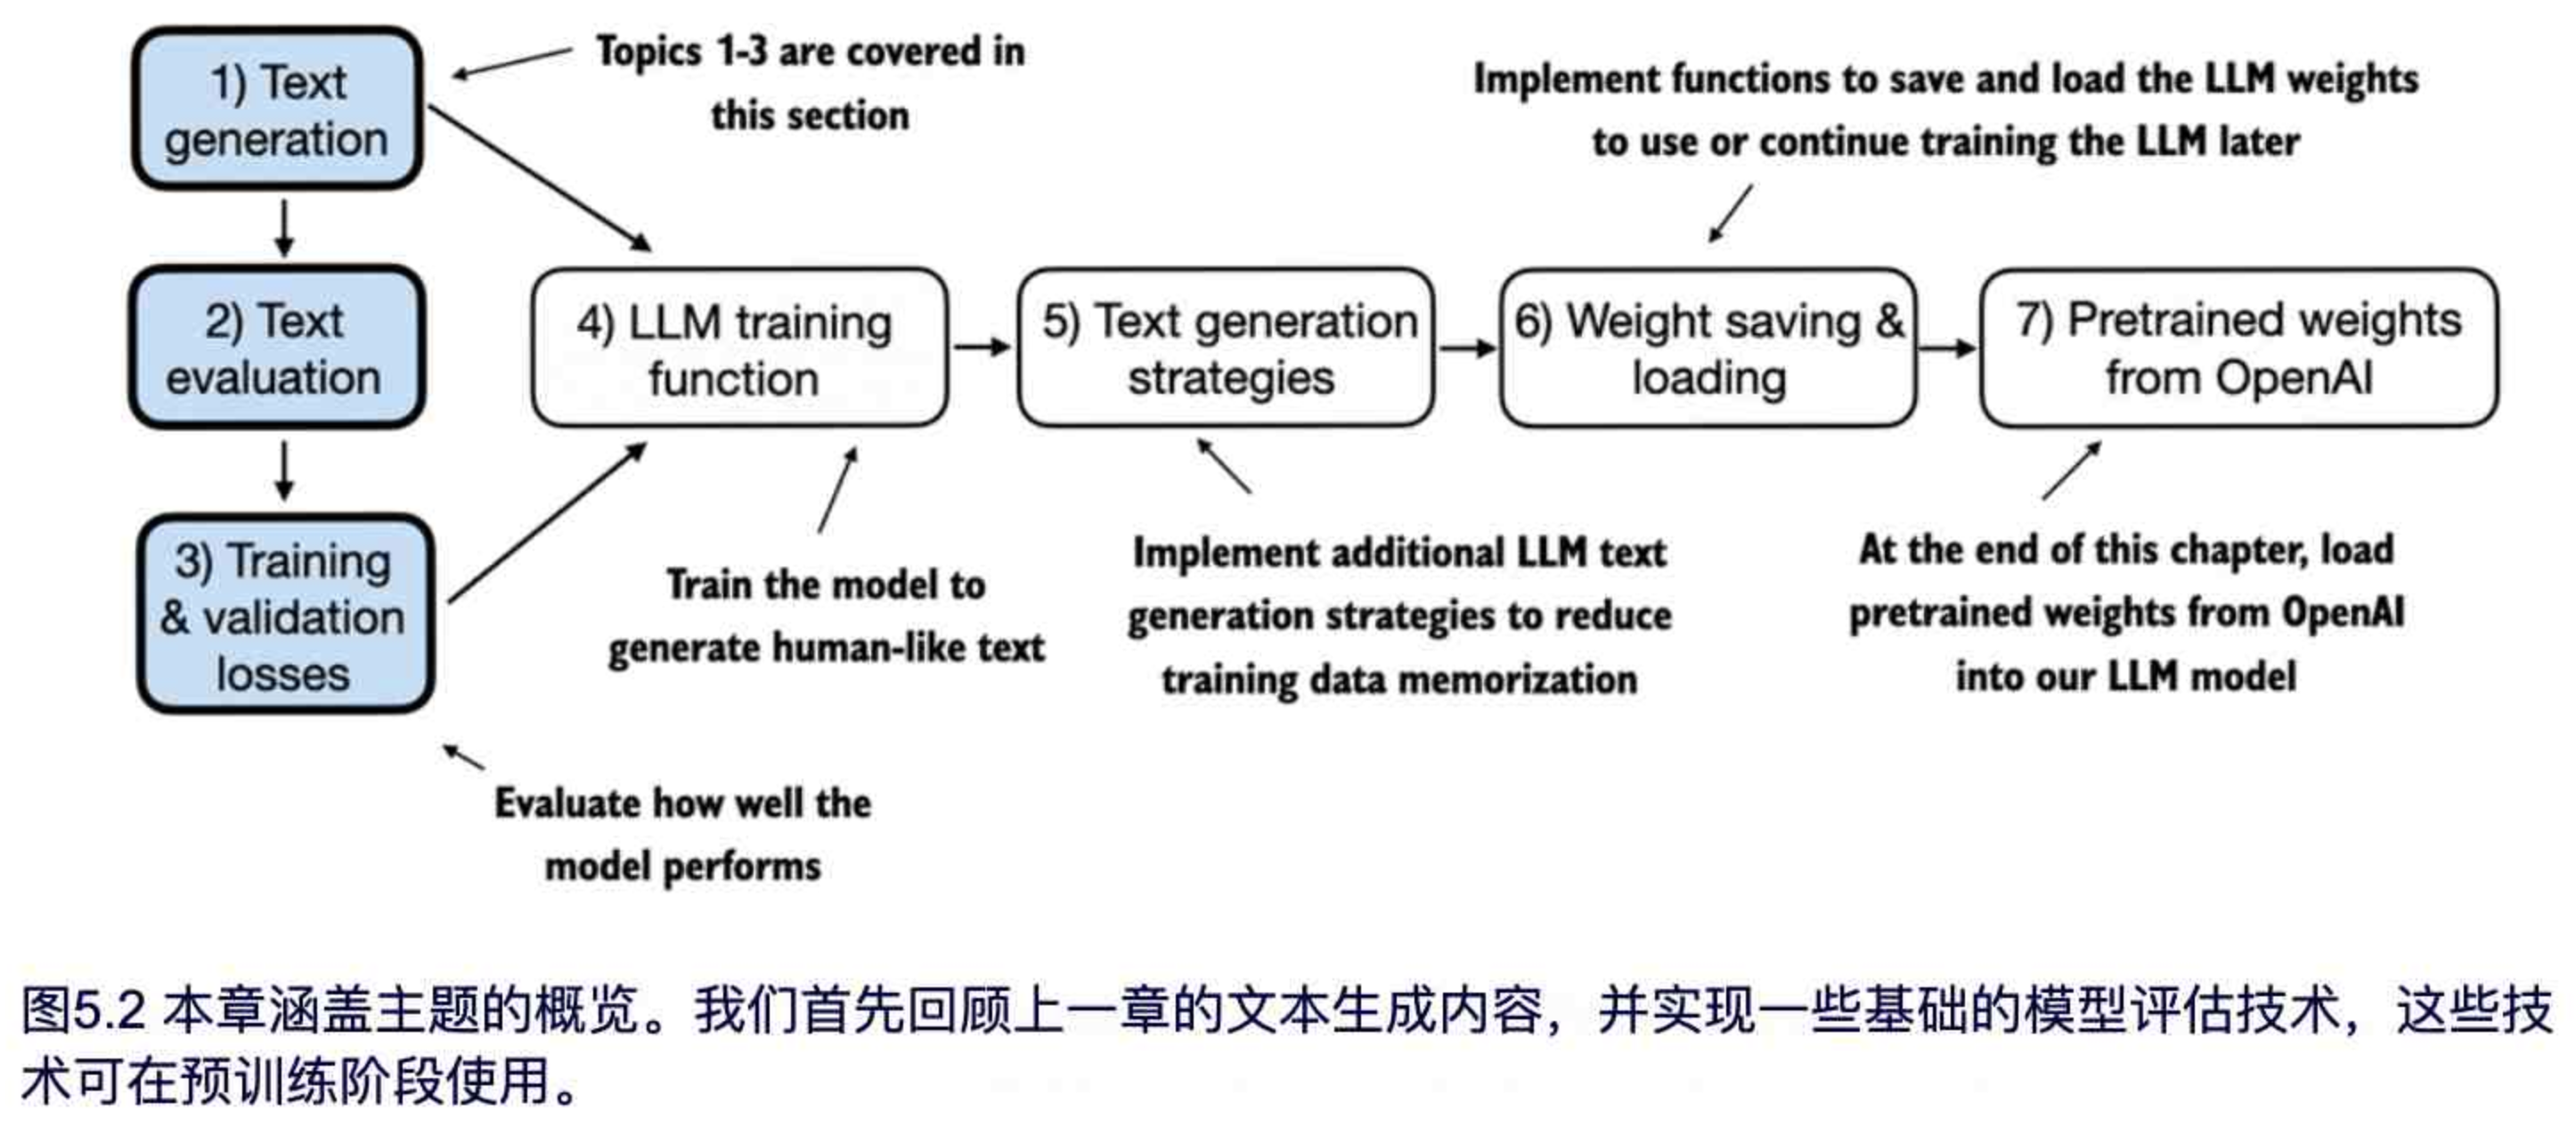 1) Text
generation
Topics 1-3 are covered in
this section
Implement functions to save and load the LLM weights
to use or continue training the LLM later
2) Text
evaluation
4) LLM training
function
5) Text generation
strategies
6) Weight saving &
loading
7) Pretrained weights
from OpenAI
3) Training
& validation
losses
Train the model to
generate human-like text
Implement additional LLM text
generation strategies to reduce
training data memorization
At the end of this chapter, load
pretrained weights from OpenAI
into our LLM model
Evaluate how well the
model performs
图5.2 本章涵盖主题的概览。我们首先回顾上一章的文本生成内容，并实现一些基础的模型评估技术，这些技
术可在预训练阶段使用。